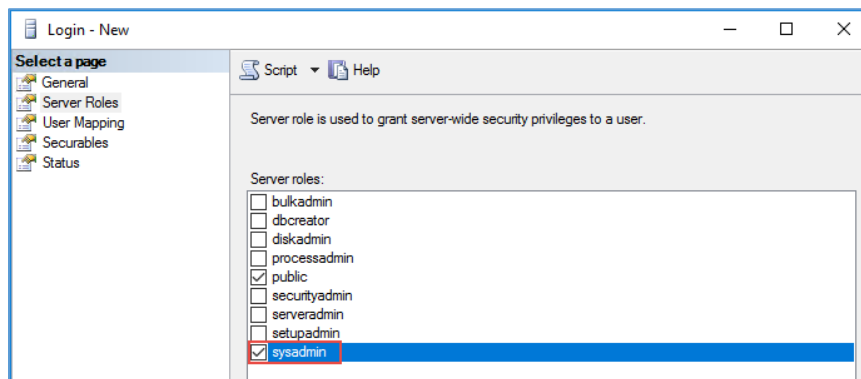 Login - New
Select a page
General
Server Roles
User Mapping
Securables
Status
Script Help
Server role is used to grant server-wide security privileges to a user.
Server roles:
bulkadmin
dbcreator
diskadmin
processadmin
public
securityadmin
serveradmin
setupadmin
sysadmin